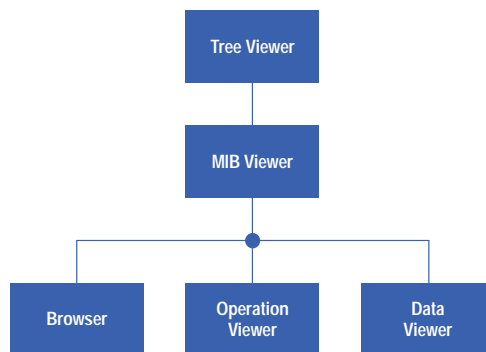 Tree Viewer
MIB Viewer
Browser
Operation
Viewer
Data
Viewer